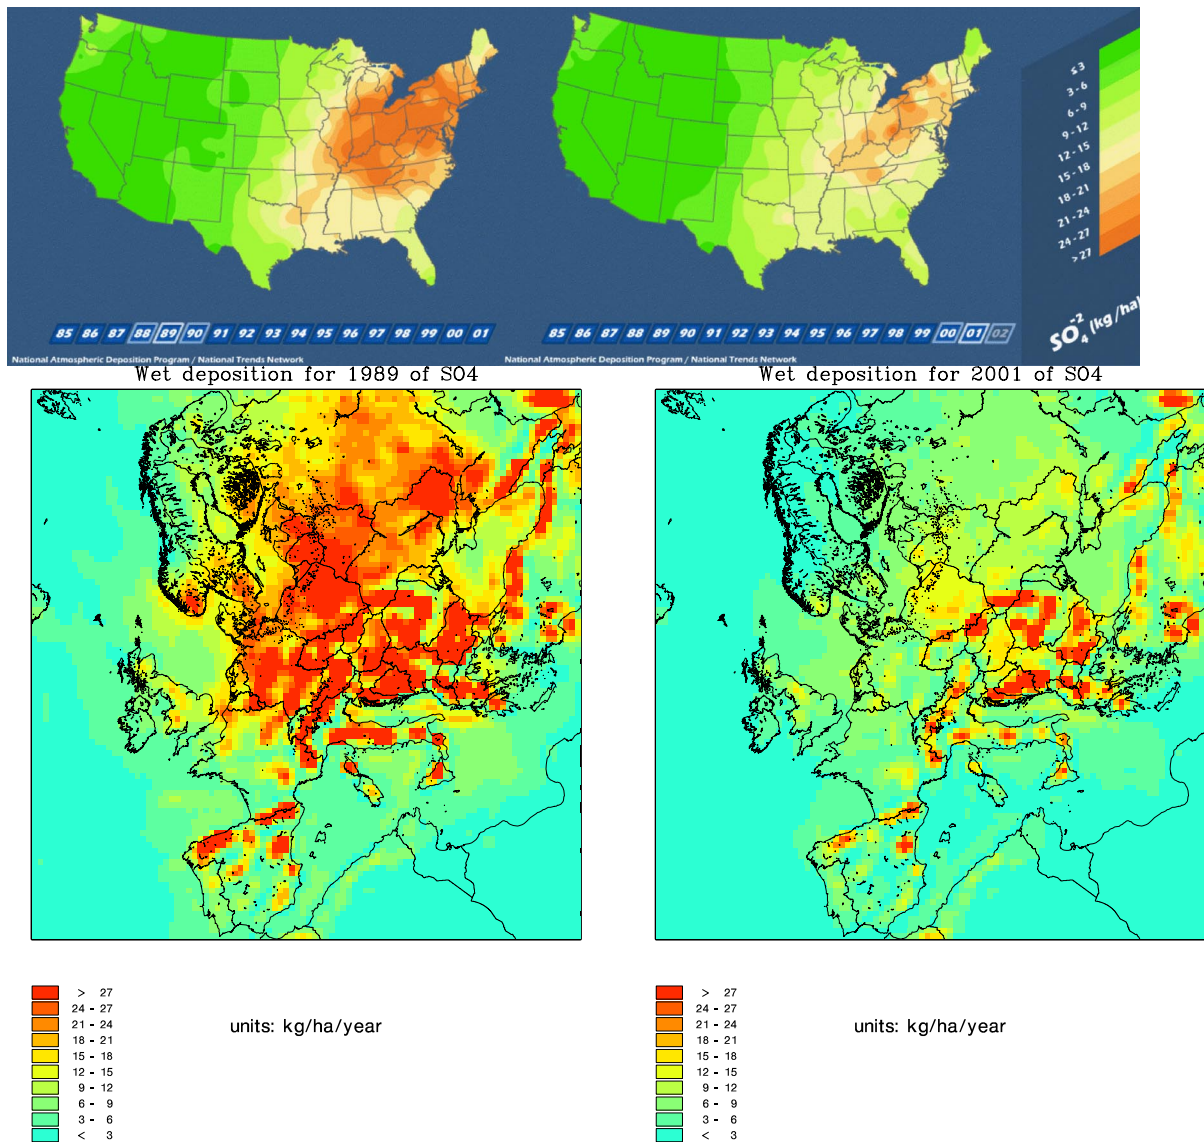 ≤3
3 - 6
6 - 9
9 - 12
12 - 15
15 - 18
18 - 21
21 - 24
24 - 27
>27
SO₄⁻² (kg/ha)
85 86 87 88 89 90 91 92 93 94 95 96 97 98 99 00 01
85 86 87 88 89 90 91 92 93 94 95 96 97 98 99 00 01 02
National Atmospheric Deposition Program / National Trends Network
National Atmospheric Deposition Program / National Trends Network
Wet deposition for 1989 of SO4
Wet deposition for 2001 of SO4
> 27
24 - 27
21 - 24
18 - 21
15 - 18
12 - 15
9 - 12
6 - 9
3 - 6
< 3
units: kg/ha/year
> 27
24 - 27
21 - 24
18 - 21
15 - 18
12 - 15
9 - 12
6 - 9
3 - 6
< 3
units: kg/ha/year